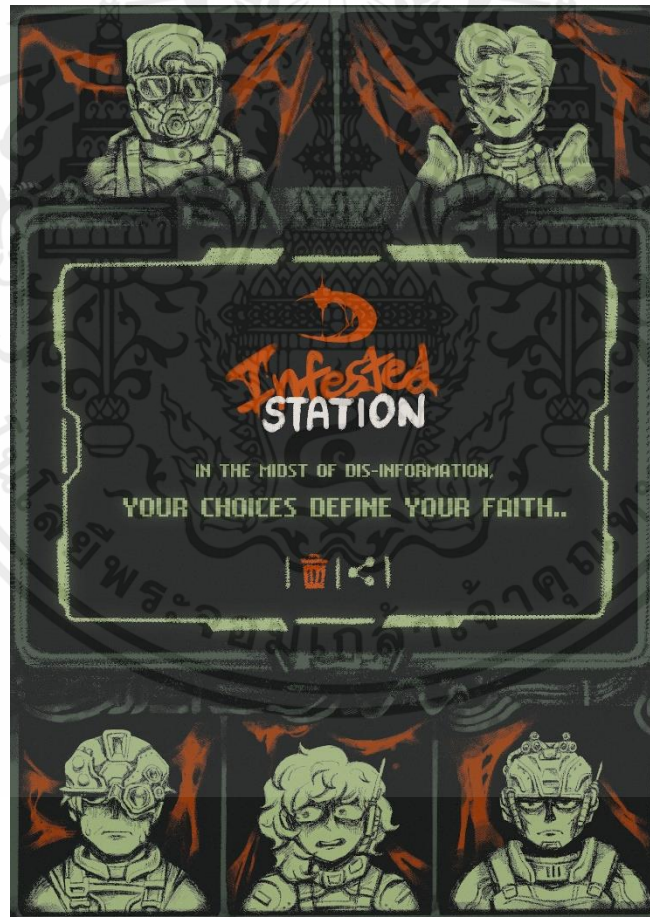 Infested
STATION
IN THE MIDST OF DIS-INFORMATION,
YOUR CHOICES DEFINE YOUR FAITH..